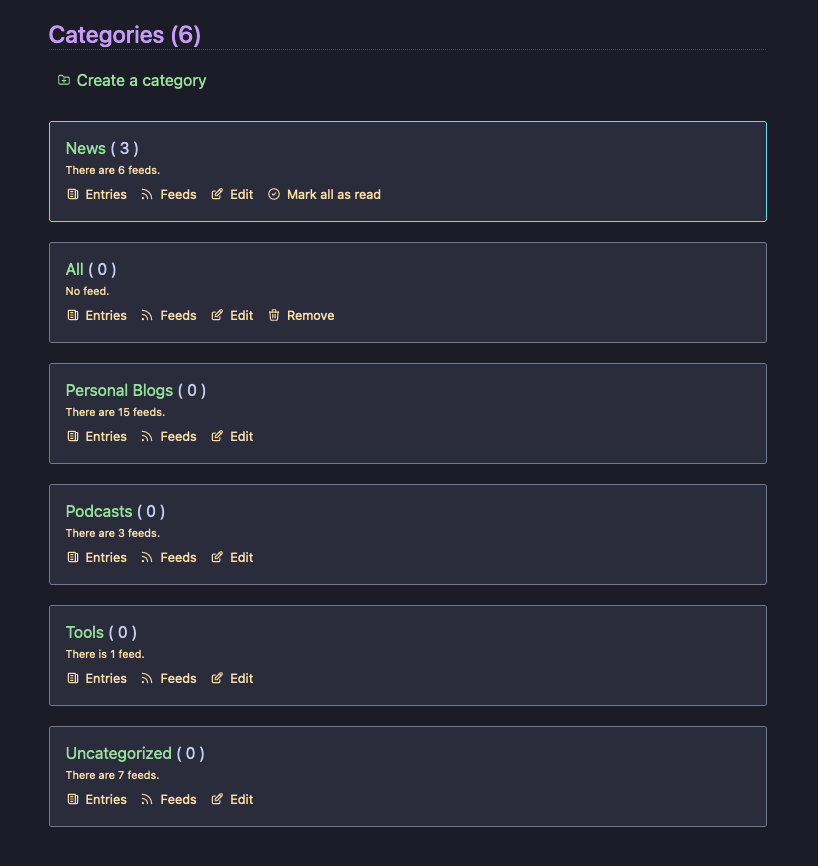 Categories (6)
Create a category
News ( 3 )
There are 6 feeds.
Entries Feeds Edit Mark all as read
All ( 0 )
No feed.
Entries Feeds Edit Remove
Personal Blogs ( 0 )
There are 15 feeds.
Entries Feeds Edit
Podcasts ( 0 )
There are 3 feeds.
Entries Feeds Edit
Tools ( 0 )
There is 1 feed.
Entries Feeds Edit
Uncategorized ( 0 )
There are 7 feeds.
Entries Feeds Edit